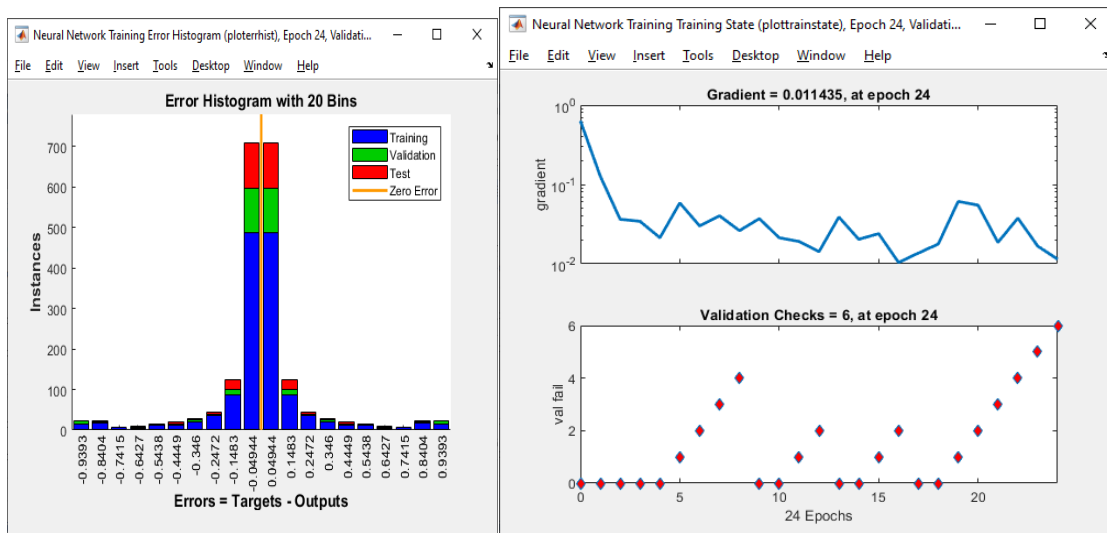 Neural Network Training Error Histogram (ploterrhist), Epoch 24, Validati...
File Edit View Insert Tools Desktop Window Help
Error Histogram with 20 Bins
Training
Validation
Test
Zero Error
700
600
500
400
300
200
100
0
Instances
-0.9393
-0.8404
-0.7415
-0.6427
-0.5438
-0.4449
-0.346
-0.2472
-0.1483
-0.04944
0.04944
0.1483
0.2472
0.346
0.4449
0.5438
0.6427
0.7415
0.8404
0.9393
Errors = Targets - Outputs
Neural Network Training Training State (plottrainstate), Epoch 24, Validati...
File Edit View Insert Tools Desktop Window Help
Gradient = 0.011435, at epoch 24
10^0
10^-1
10^-2
gradient
Validation Checks = 6, at epoch 24
6
4
2
0
val fail
0 5 10 15 20
24 Epochs